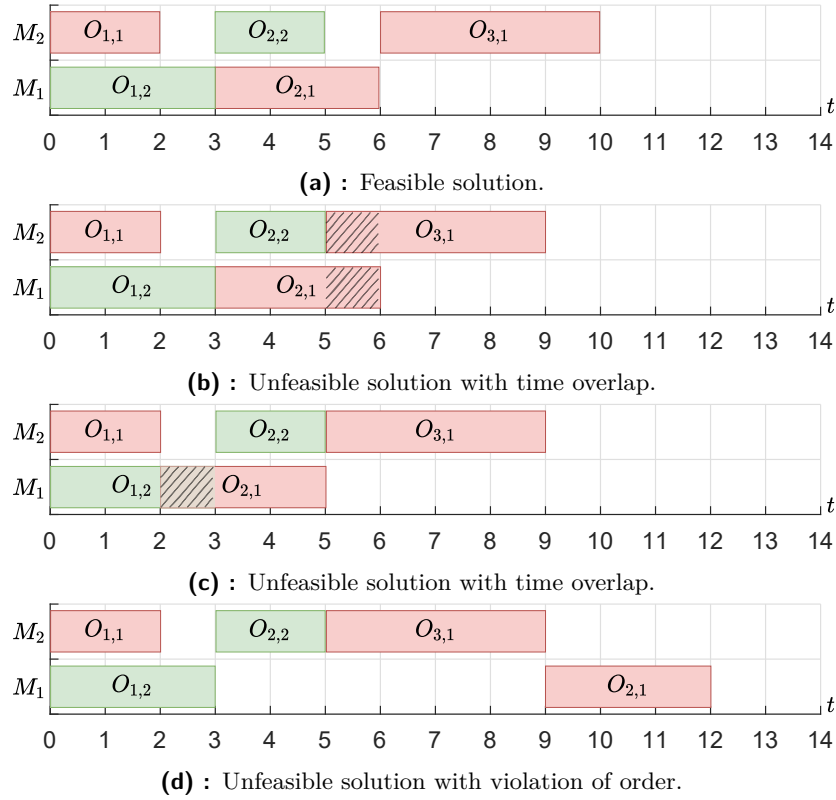 M₂ O₁,₁ O₂,₂ O₃,₁
M₁ O₁,₂ O₂,₁
t
0 1 2 3 4 5 6 7 8 9 10 11 12 13 14
(a) : Feasible solution.
M₂ O₁,₁ O₂,₂ O₃,₁
M₁ O₁,₂ O₂,₁
t
0 1 2 3 4 5 6 7 8 9 10 11 12 13 14
(b) : Unfeasible solution with time overlap.
M₂ O₁,₁ O₂,₂ O₃,₁
M₁ O₁,₂ O₂,₁
t
0 1 2 3 4 5 6 7 8 9 10 11 12 13 14
(c) : Unfeasible solution with time overlap.
M₂ O₁,₁ O₂,₂ O₃,₁
M₁ O₁,₂ O₂,₁
t
0 1 2 3 4 5 6 7 8 9 10 11 12 13 14
(d) : Unfeasible solution with violation of order.